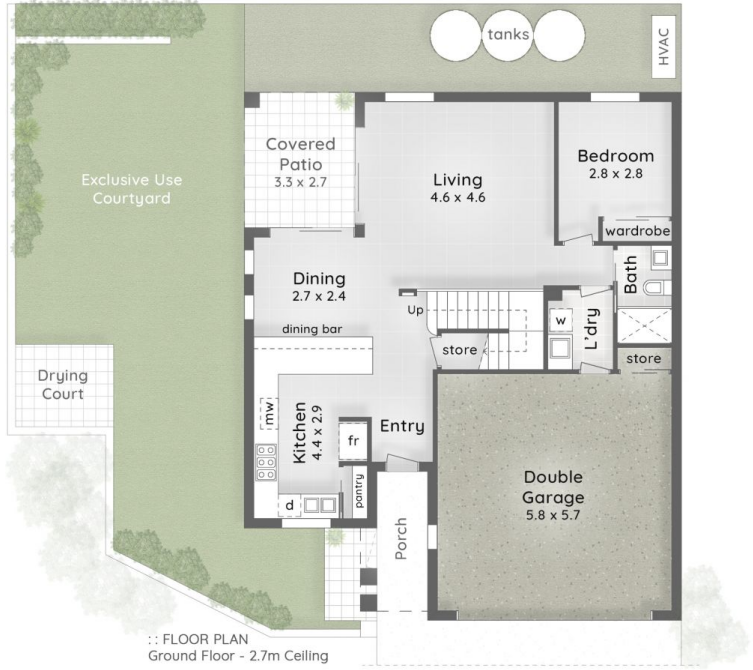 tanks
HVAC
Covered
Patio
3.3 x 2.7
Living
4.6 x 4.6
Bedroom
2.8 x 2.8
Exclusive Use
Courtyard
wardrobe
Bath
Dining
2.7 x 2.4
Up
w
L'dry
dining bar
store
store
Drying
Court
mw
Kitchen
4.4 x 2.9
fr
Entry
pantry
d
Double
Garage
5.8 x 5.7
Porch
:: FLOOR PLAN
Ground Floor - 2.7m Ceiling